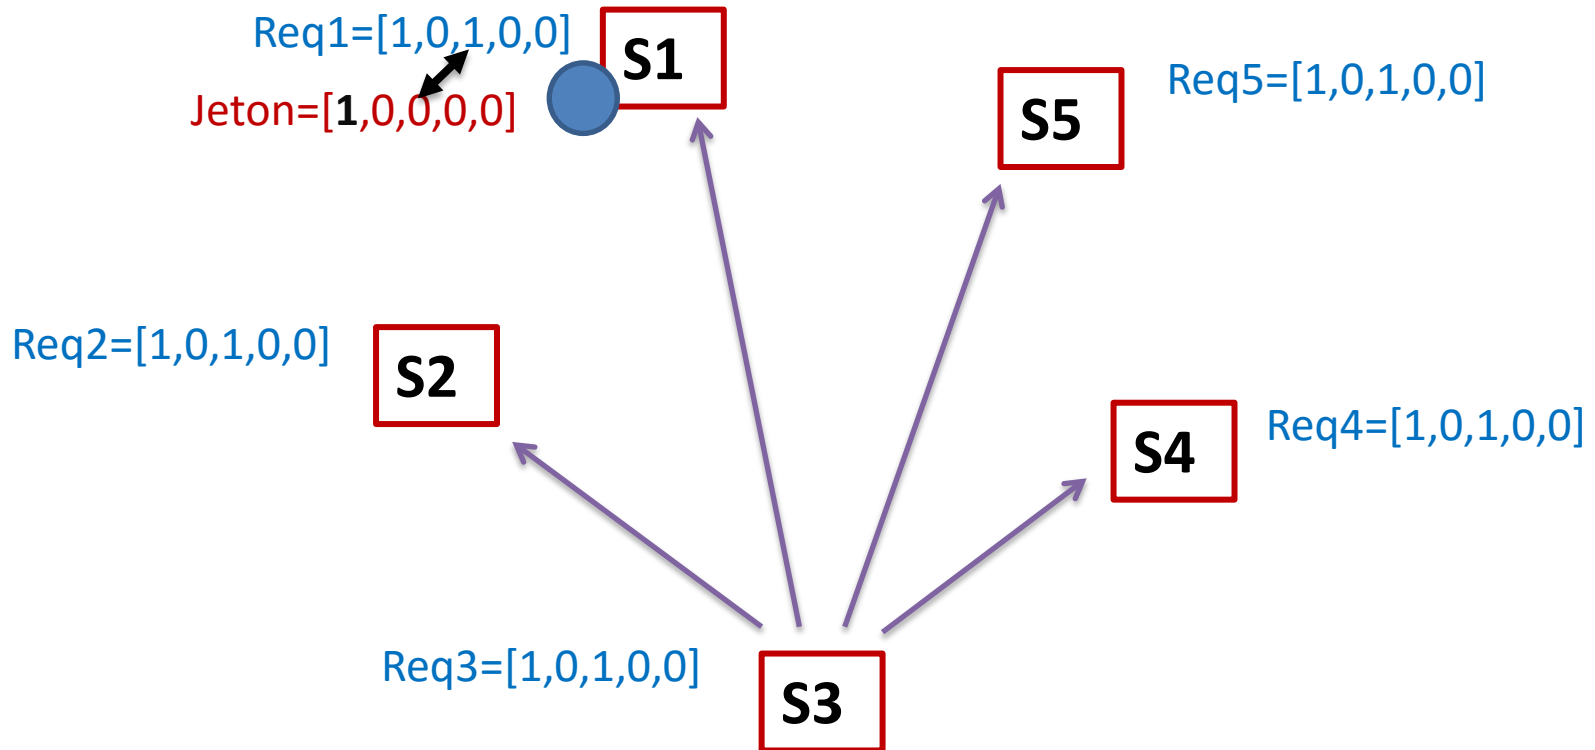 Req1=[1,0,1,0,0]
S1
Jeton=[1,0,0,0,0]
Req5=[1,0,1,0,0]
S5
Req2=[1,0,1,0,0]
S2
Req4=[1,0,1,0,0]
S4
Req3=[1,0,1,0,0]
S3